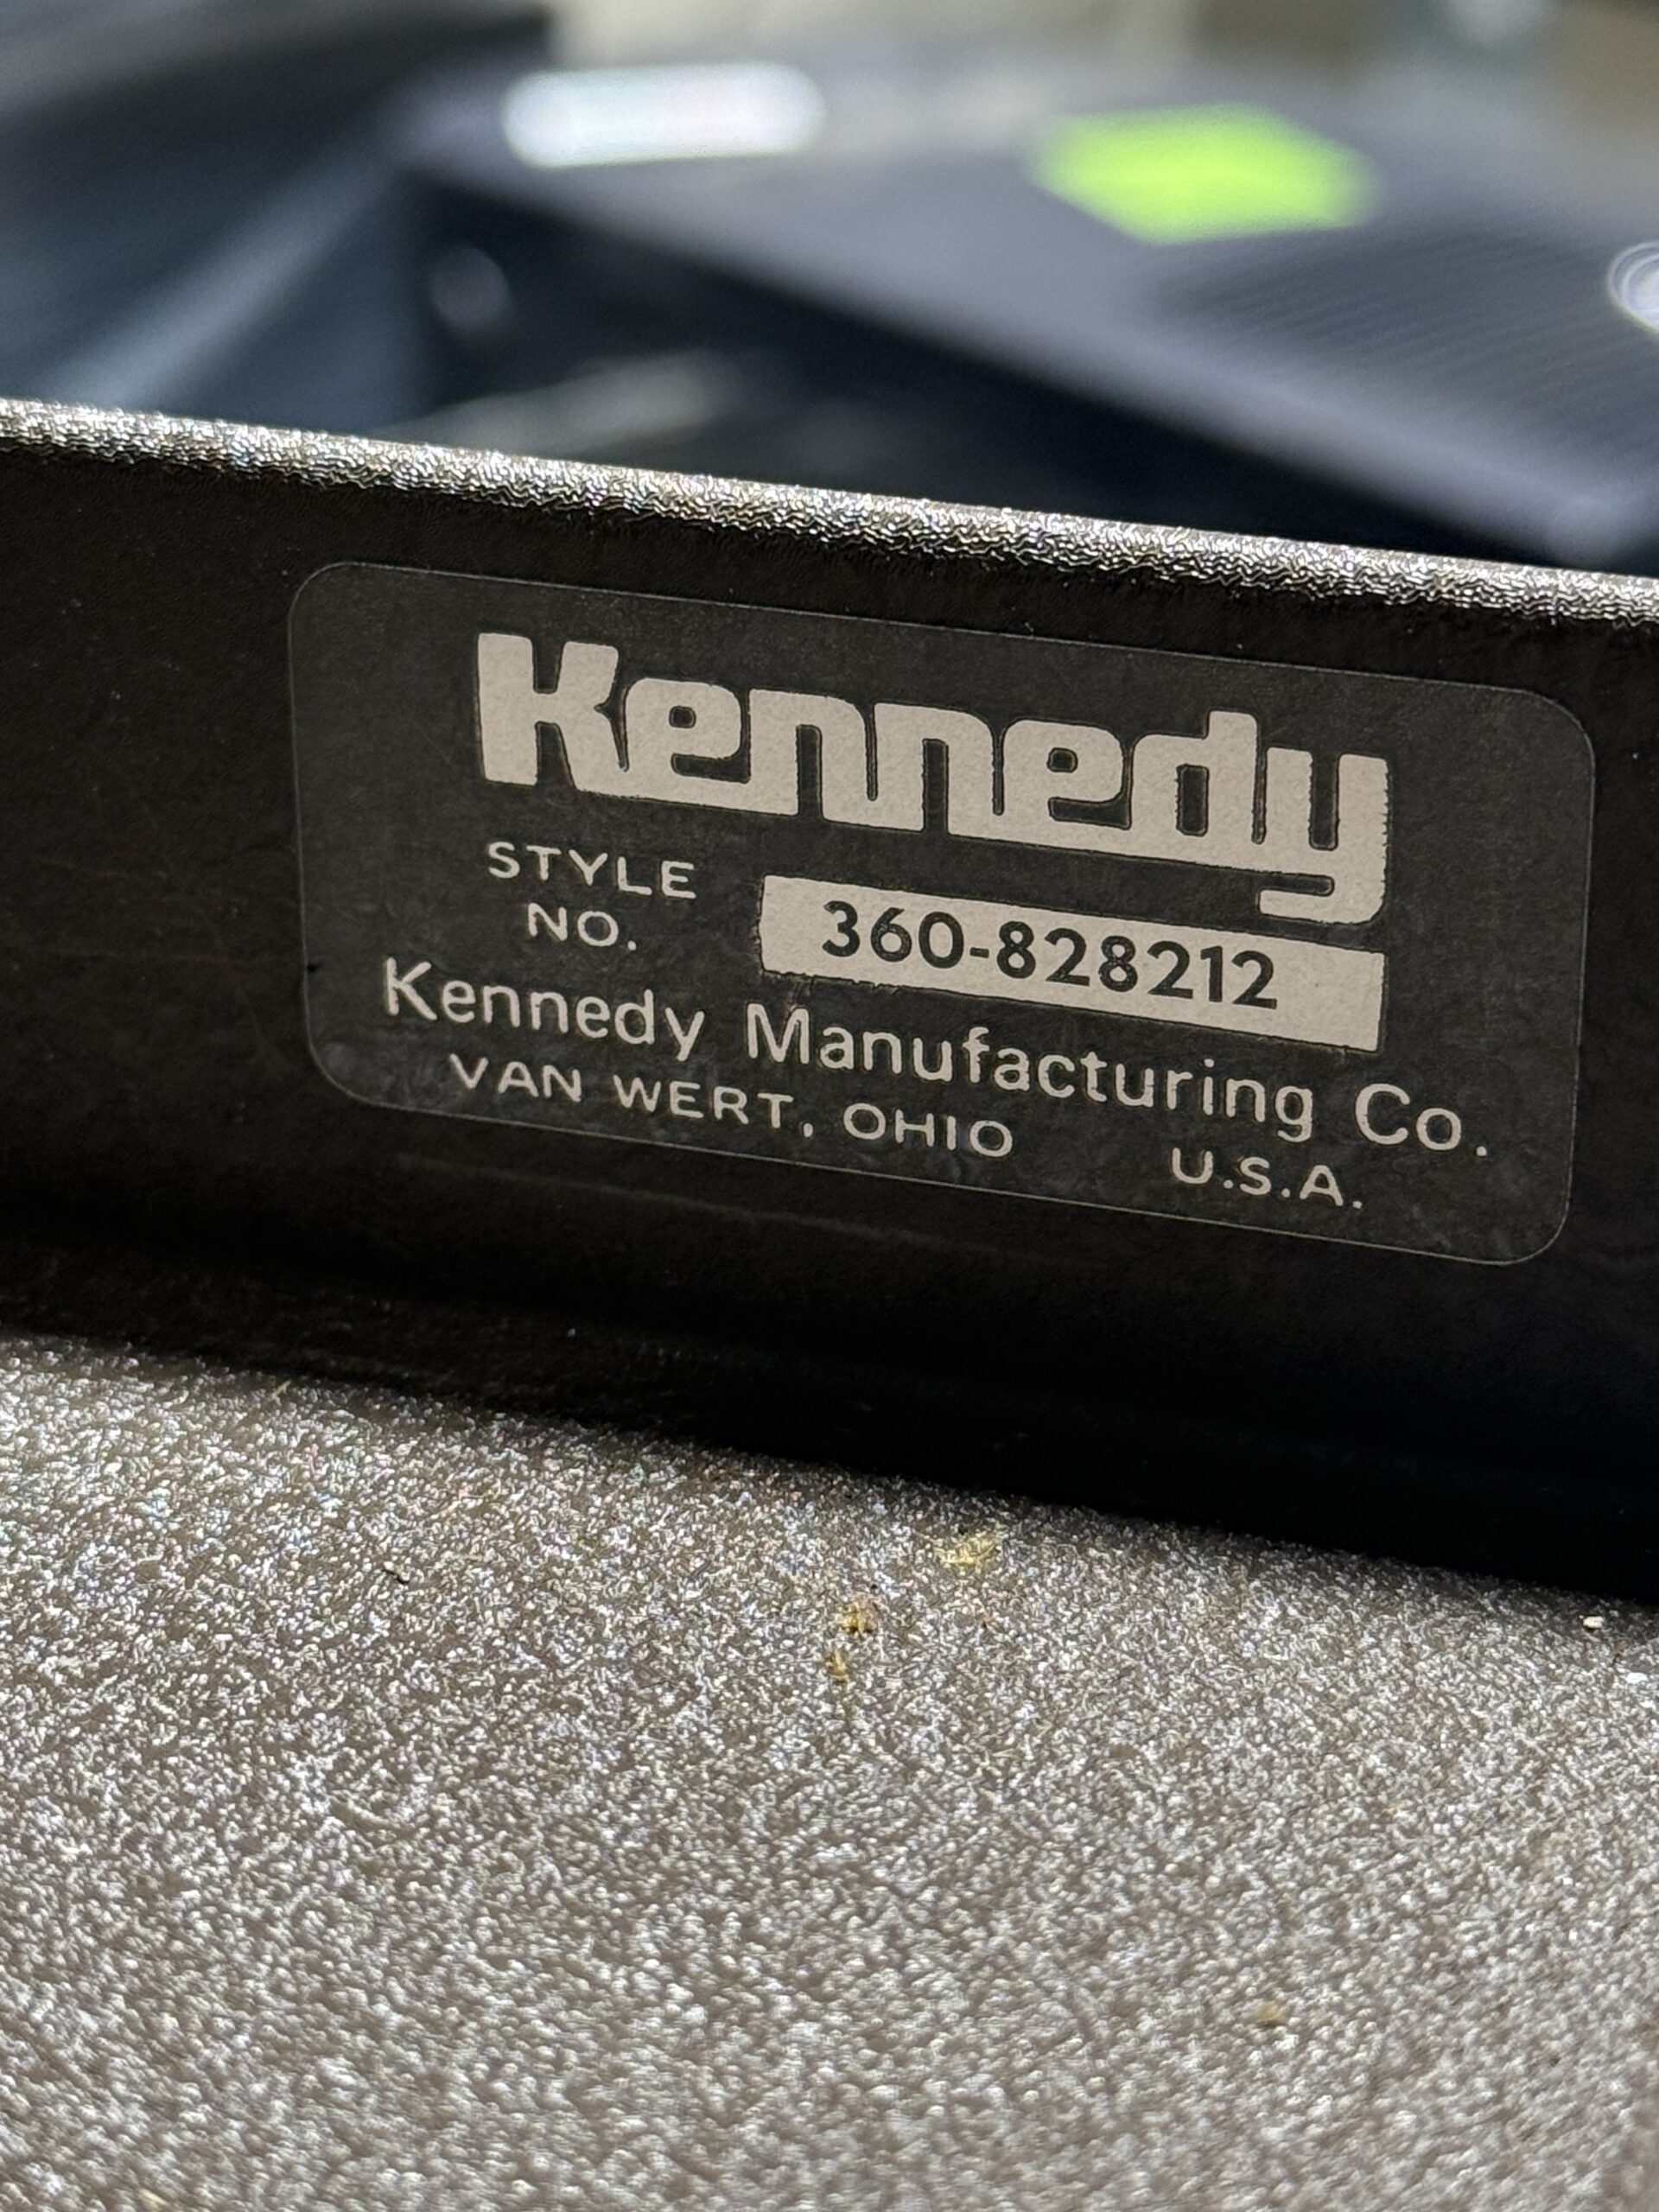 Kennedy
STYLE
NO.
360-828212
Kennedy Manufacturing Co.
VAN WERT, OHIO U.S.A.